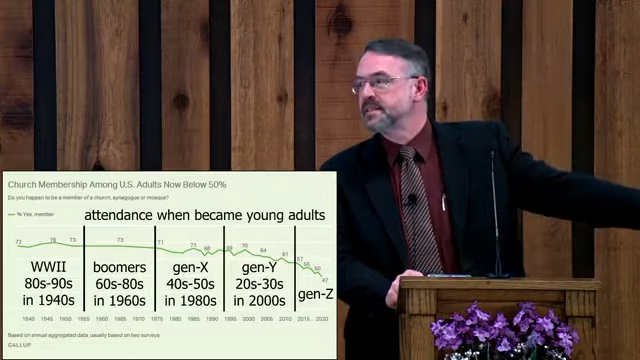 Church Membership Among U.S. Adults Now Below 50%
Do you happen to be a member of a church, synagogue or mosque?
% Yes, member
attendance when became young adults
73 76 73 73 71 71 68 69 70 64 61 57 55 50 47
WWII
80s-90s
in 1940s
boomers
60s-80s
in 1960s
gen-X
40s-50s
in 1980s
gen-Y
20s-30s
in 2000s
gen-Z
1940 1945 1950 1955 1960 1965 1970 1975 1980 1985 1990 1995 2000 2005 2010 2015 2020
Based on annual aggregated data, usually based on two surveys
GALLUP